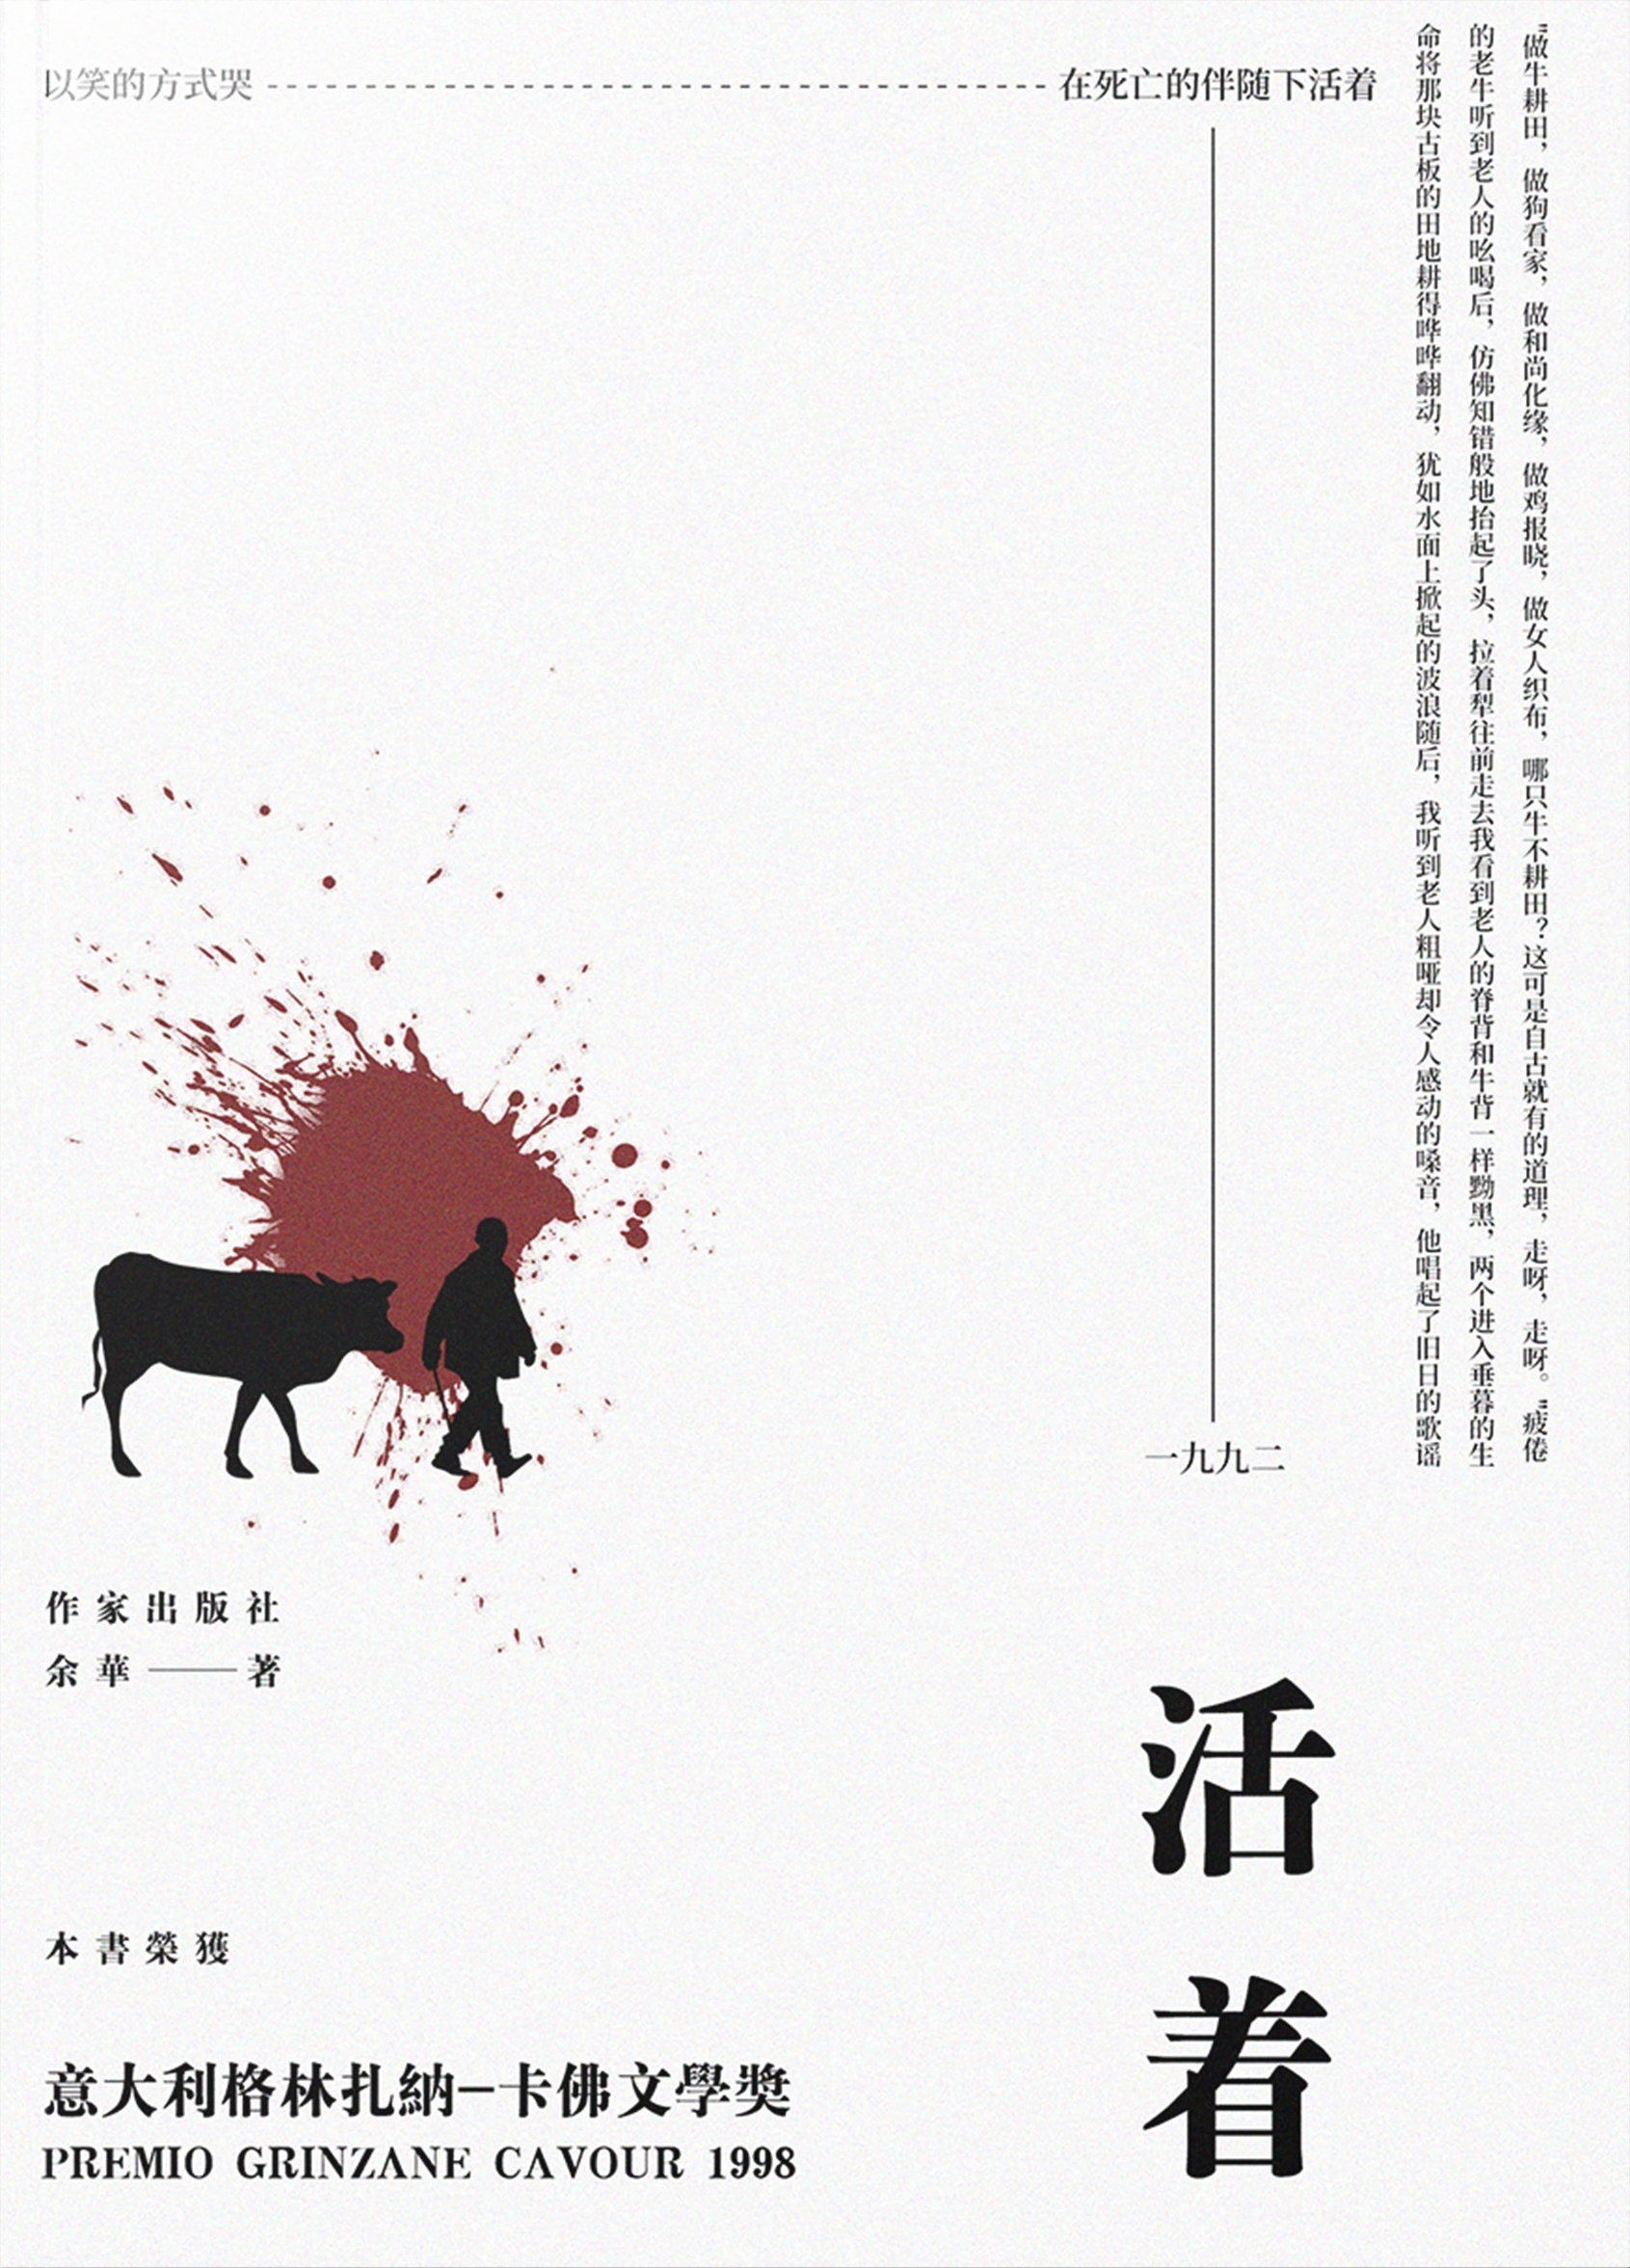 以笑的方式哭
在死亡的伴随下活着
"做牛耕田，做狗看家，做和尚化缘，做鸡报晓，做女人织布，哪只牛不耕田？这可是自古就有的道理，走呀，走呀。"疲倦
的老牛听到老人的吆喝后，仿佛知错般地抬起了头，拉着犁往前走去我看到老人的脊背和牛背一样黝黑，两个进入垂暮的生
命将那块古板的田地耕得哗哗翻动，犹如水面上掀起的波浪随后，我听到老人粗哑却令人感动的嗓音，他唱起了旧日的歌谣
一九九二
作家出版社
余華——著
活着
本書榮獲
意大利格林扎納–卡佛文學獎
PREMIO GRINZANE CAVOUR 1998